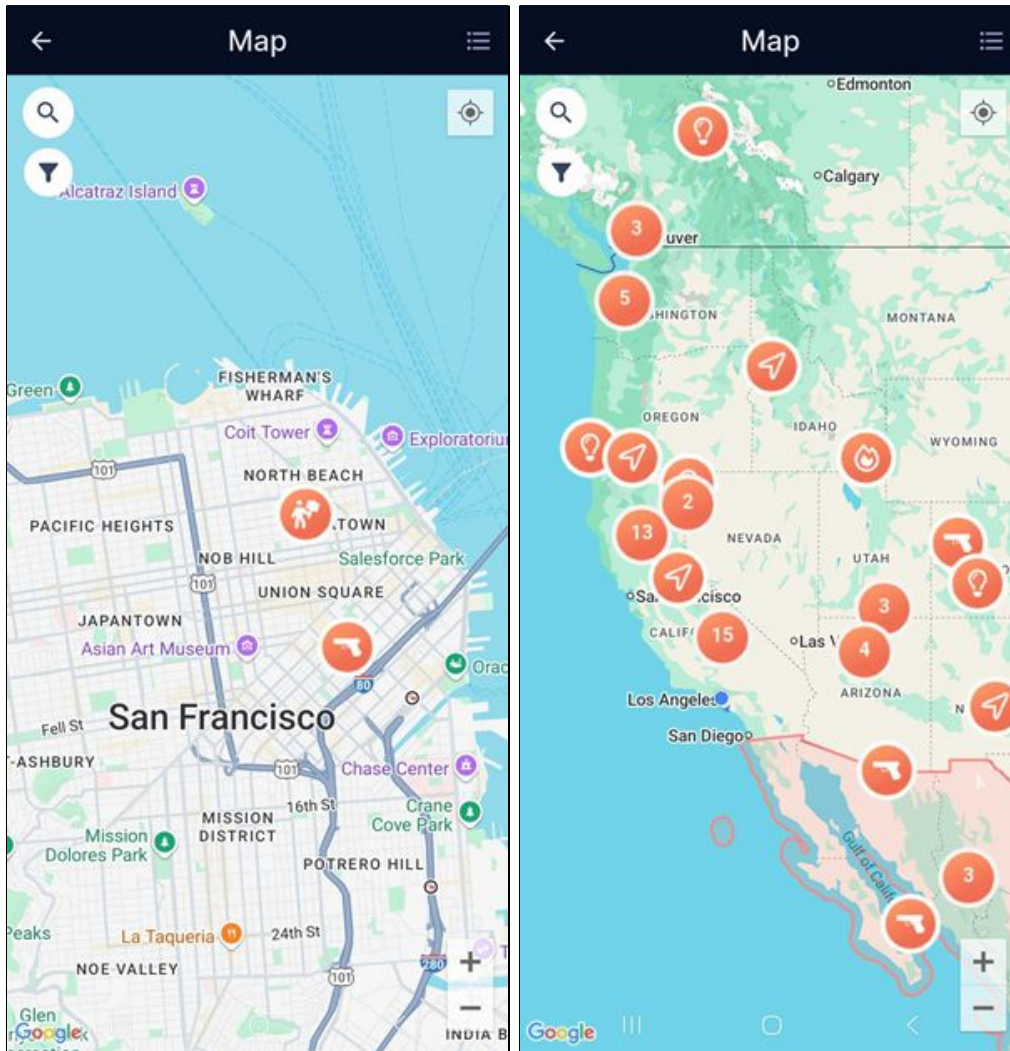 Map
Alcatraz Island
FISHERMAN'S
WHARF
Green
Coit Tower
Exploratoriu
101
NORTH BEACH
PACIFIC HEIGHTS
TOWN
NOB HILL
Salesforce Park
101
UNION SQUARE
JAPANTOWN
Asian Art Museum
Orac
80
San Francisco
Fell St
-ASHBURY
101
Chase Center
16th St
MISSION
DISTRICT
Crane
Cove Park
Mission
Dolores Park
POTRERO HILL
Peaks
La Taqueria
24th St
NOE VALLEY
101
280
T
+
−
Glen
Google
INDIA B
Map
Edmonton
Calgary
3
uver
5
SHINGTON
MONTANA
OREGON
IDAHO
WYOMING
2
13
NEVADA
UTAH
O
San
cisco
3
CALIF
15
Las V
4
Los Angeles
ARIZONA
N
San Diego
Gulf of Calif
3
+
−
Google